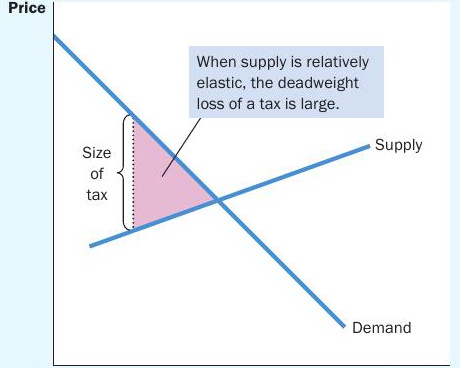 Price
When supply is relatively
elastic, the deadweight
loss of a tax is large.
Supply
Size
of
tax
Demand